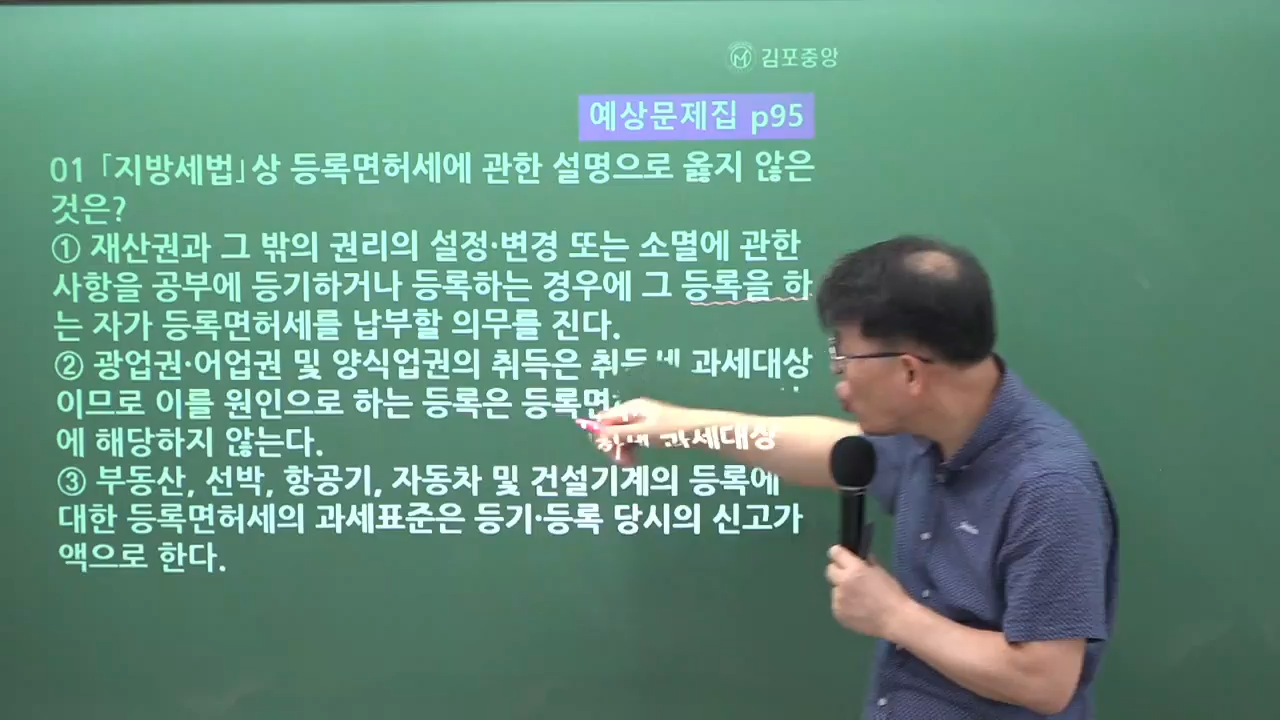 김포중앙
예상문제집 p95
01 「지방세법」상 등록면허세에 관한 설명으로 옳지 않은
것은?
① 재산권과 그 밖의 권리의 설정·변경 또는 소멸에 관한
사항을 공부에 등기하거나 등록하는 경우에 그 등록을 하
는 자가 등록면허세를 납부할 의무를 진다.
② 광업권·어업권 및 양식업권의 취득은 과세대상
이므로 이를 원인으로 하는 등록은 과세대상
에 해당하지 않는다.
③ 부동산, 선박, 항공기, 자동차 및 건설기계의 등록에
대한 등록면허세의 과세표준은 등기·등록 당시의 신고가
액으로 한다.